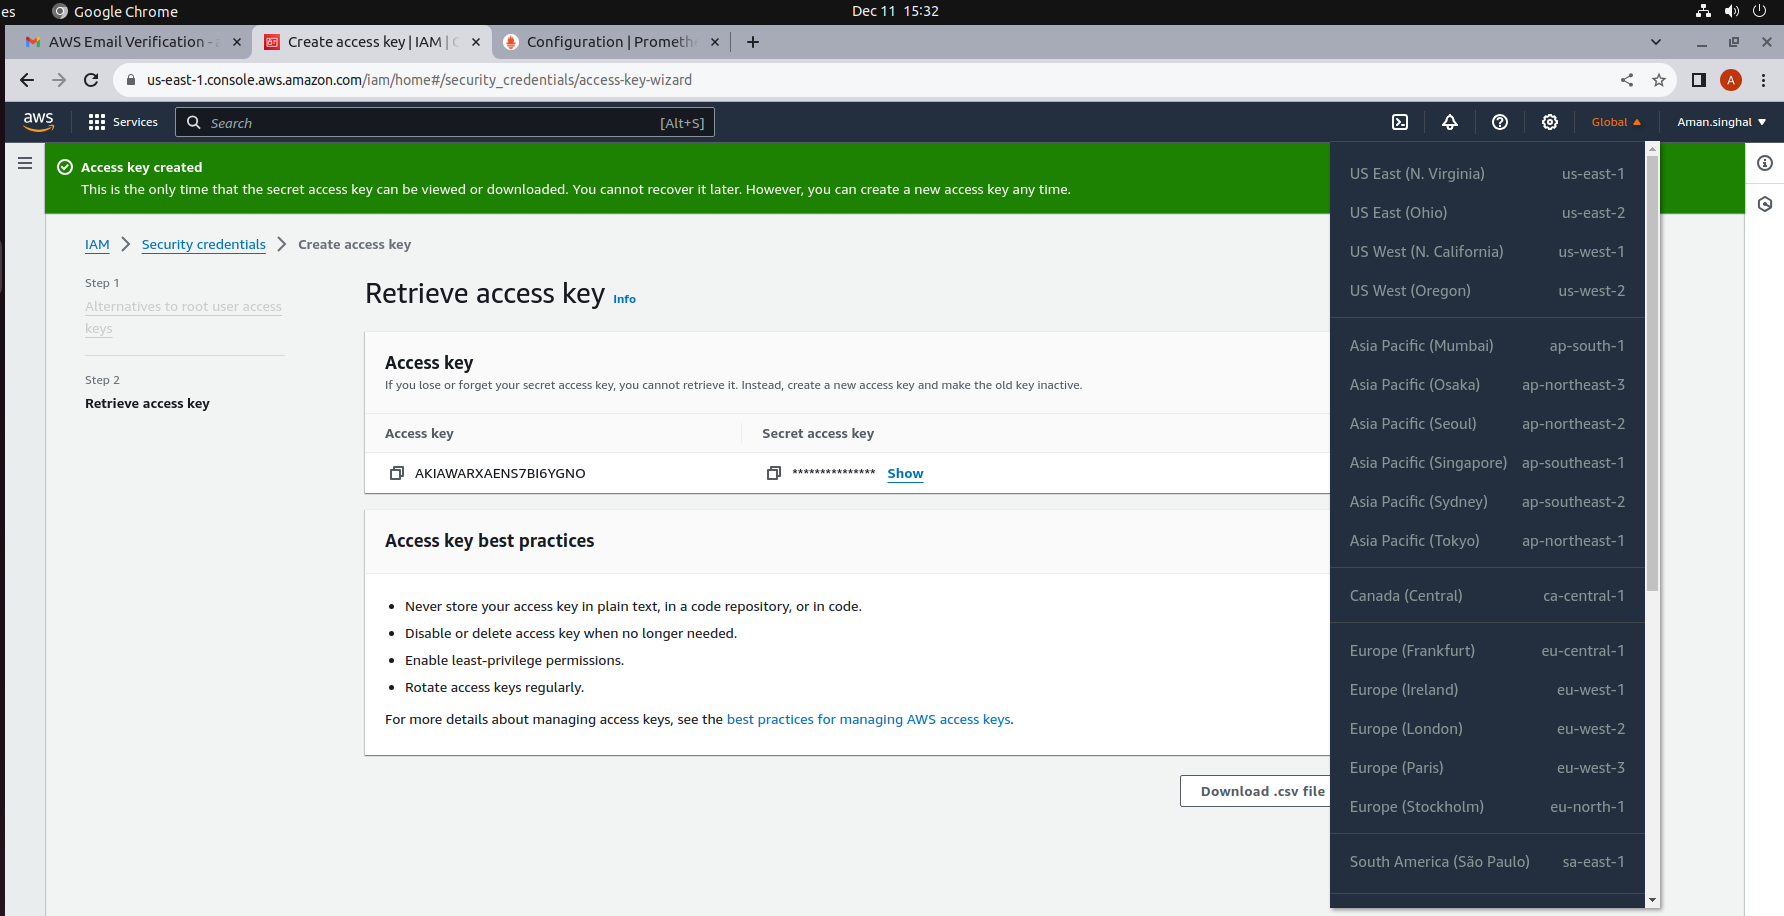 es
Google Chrome
Dec 11 15:32
AWS Email Verification - a
Create access key | IAM | G
Configuration | Prometh
us-east-1.console.aws.amazon.com/iam/home#/security_credentials/access-key-wizard
A
aws
Services
Search
[Alt+S]
Global
Aman.singhal
Access key created
This is the only time that the secret access key can be viewed or downloaded. You cannot recover it later. However, you can create a new access key any time.
IAM
Security credentials
Create access key
Step 1
Alternatives to root user access
keys
Step 2
Retrieve access key
Retrieve access key Info
Access key
If you lose or forget your secret access key, you cannot retrieve it. Instead, create a new access key and make the old key inactive.
Access key
Secret access key
AKIAWARXAENS7BI6YGNO
*************** Show
Access key best practices
• Never store your access key in plain text, in a code repository, or in code.
• Disable or delete access key when no longer needed.
• Enable least-privilege permissions.
• Rotate access keys regularly.
For more details about managing access keys, see the best practices for managing AWS access keys.
Download .csv file
US East (N. Virginia) us-east-1
US East (Ohio) us-east-2
US West (N. California) us-west-1
US West (Oregon) us-west-2
Asia Pacific (Mumbai) ap-south-1
Asia Pacific (Osaka) ap-northeast-3
Asia Pacific (Seoul) ap-northeast-2
Asia Pacific (Singapore) ap-southeast-1
Asia Pacific (Sydney) ap-southeast-2
Asia Pacific (Tokyo) ap-northeast-1
Canada (Central) ca-central-1
Europe (Frankfurt) eu-central-1
Europe (Ireland) eu-west-1
Europe (London) eu-west-2
Europe (Paris) eu-west-3
Europe (Stockholm) eu-north-1
South America (São Paulo) sa-east-1